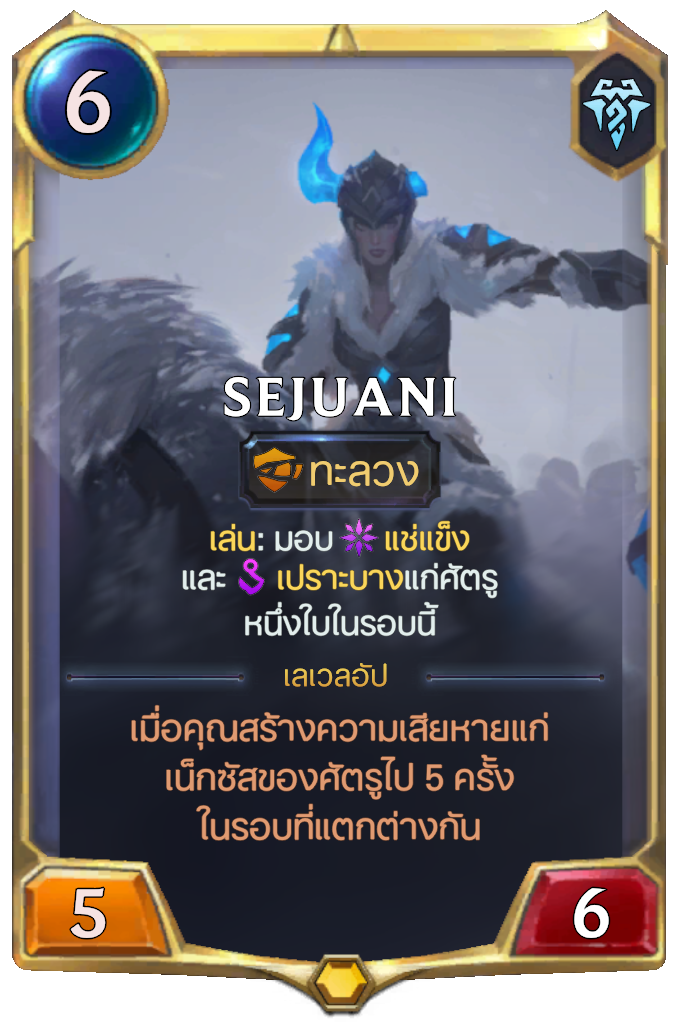 6
SEJUANI
ทะลวง
เล่น: มอบ แช่แข็ง
และ เปราะบางแก่ศัตรู
หนึ่งใบในรอบนี้
เลเวลอัป
เมื่อคุณสร้างความเสียหายแก่
เน็กซัสของศัตรูไป 5 ครั้ง
ในรอบที่แตกต่างกัน
5
6